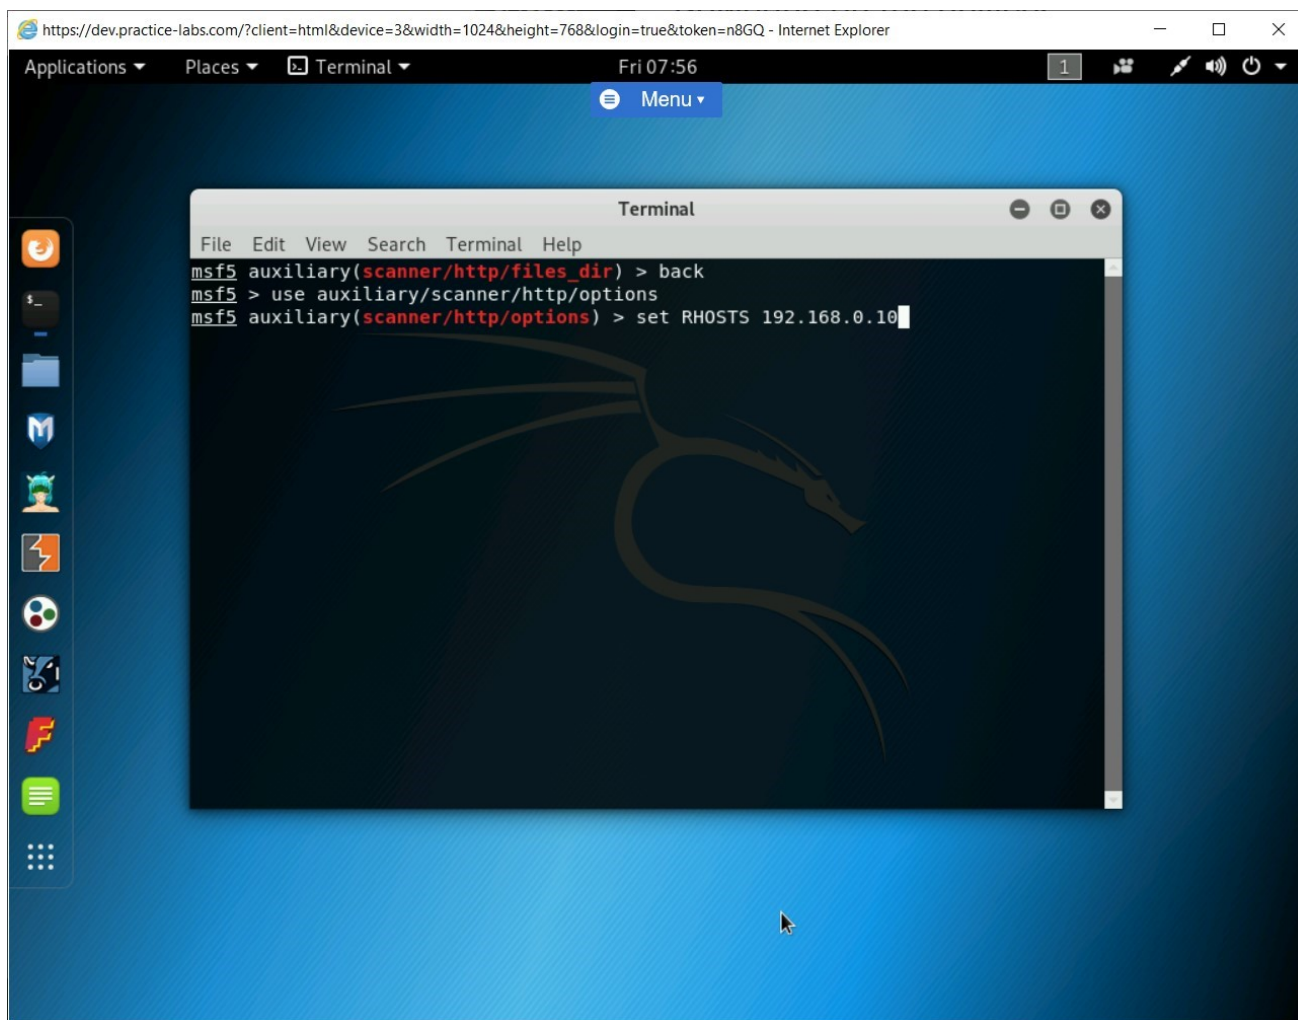 https://dev.practice-labs.com/?client=html&device=3&width=1024&height=768&login=true&token=n8GQ - Internet Explorer
Applications Places Terminal Fri 07:56 1
Menu
Terminal
File Edit View Search Terminal Help
msf5 auxiliary(scanner/http/files_dir) > back
msf5 > use auxiliary/scanner/http/options
msf5 auxiliary(scanner/http/options) > set RHOSTS 192.168.0.10
$_